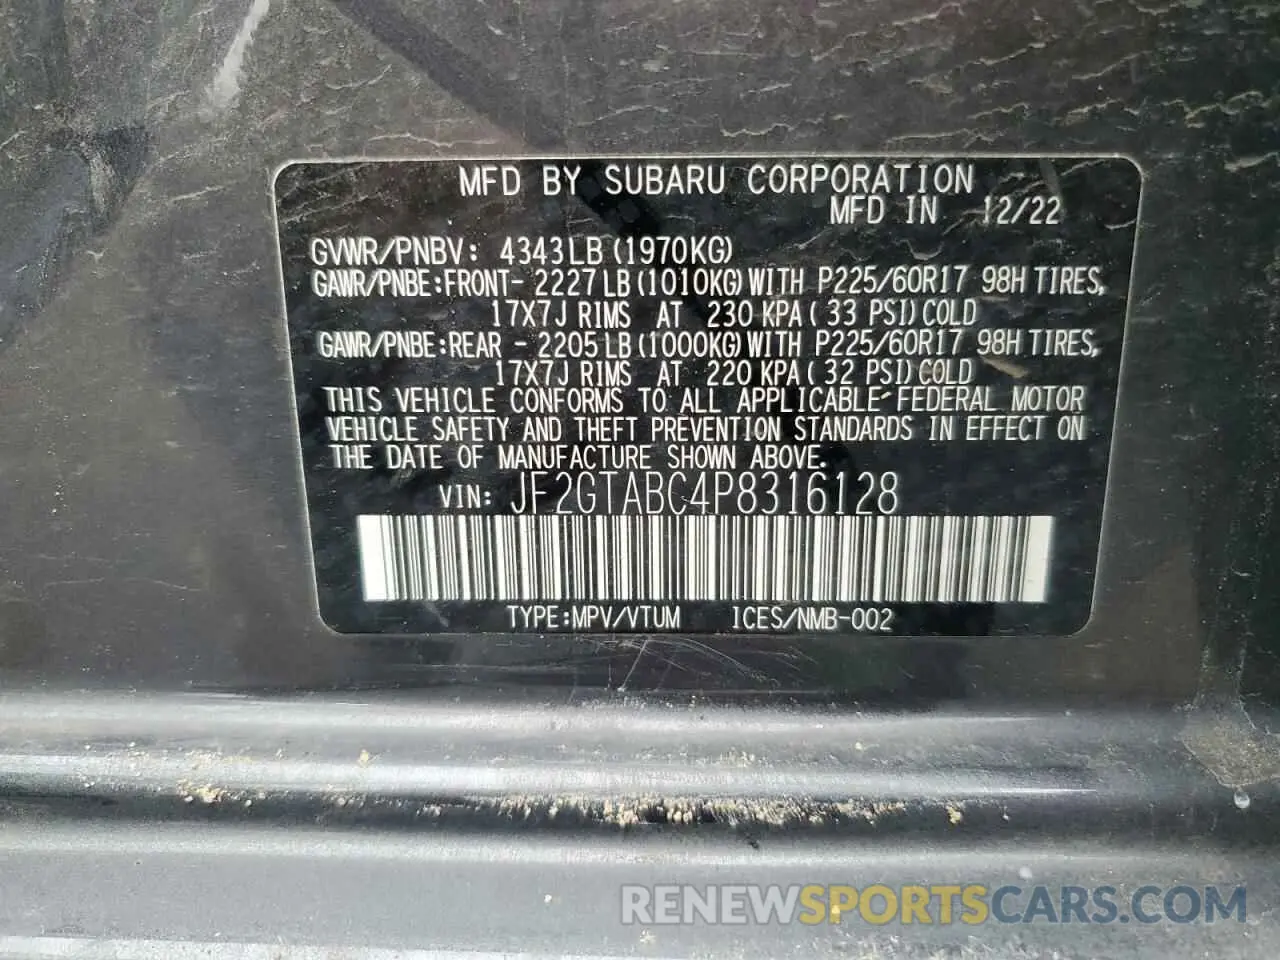 MFD BY SUBARU CORPORATION
MFD IN 12/22
GVWR/PNBV: 4343LB (1970KG)
GAWR/PNBE:FRONT- 2227LB (1010KG) WITH P225/60R17 98H TIRES,
17X7J RIMS AT 230 KPA ( 33 PSI) COLD
GAWR/PNBE:REAR - 2205LB (1000KG) WITH P225/60R17 98H TIRES,
17X7J RIMS AT 220 KPA ( 32 PSI) COLD
THIS VEHICLE CONFORMS TO ALL APPLICABLE FEDERAL MOTOR
VEHICLE SAFETY AND THEFT PREVENTION STANDARDS IN EFFECT ON
THE DATE OF MANUFACTURE SHOWN ABOVE.
VIN: JF2GTABC4P8316128
TYPE:MPV/VTUM ICES/NMB-002
RENEWSPORTSCARS.COM